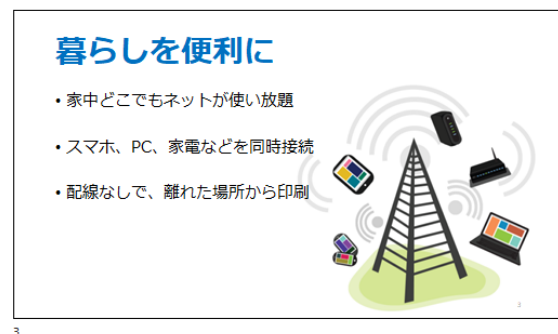 暮らしを便利に
• 家中どこでもネットが使い放題
• スマホ、PC、家電などを同時接続
• 配線なしで、離れた場所から印刷
3
3